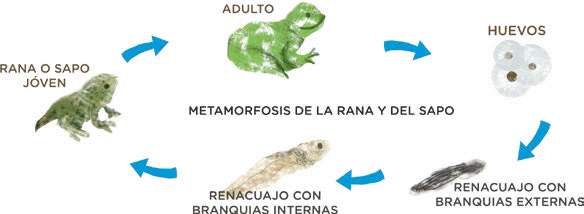 ADULTO
HUEVOS
RANA O SAPO
JÓVEN
METAMORFOSIS DE LA RANA Y DEL SAPO
RENACUAJO CON
BRANQUIAS EXTERNAS
RENACUAJO CON
BRANQUIAS INTERNAS